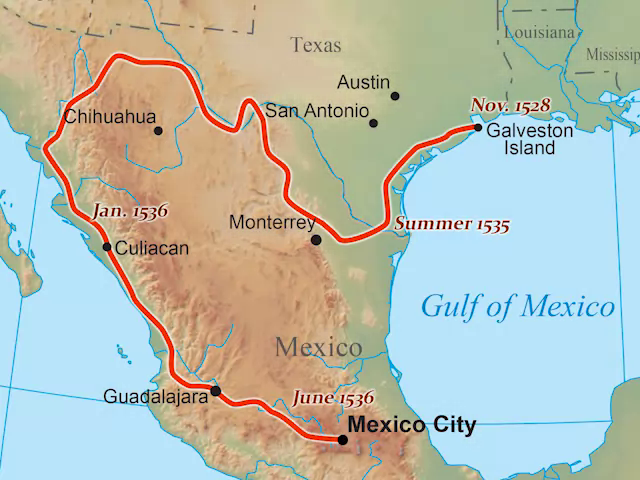 Louisiana
Texas
Mississip
Austin
Nov. 1528
San Antonio
Chihuahua
Galveston
Island
Jan. 1536
Monterrey
Summer 1535
Culiacan
Gulf of Mexico
Mexico
Guadalajara
June 1536
Mexico City